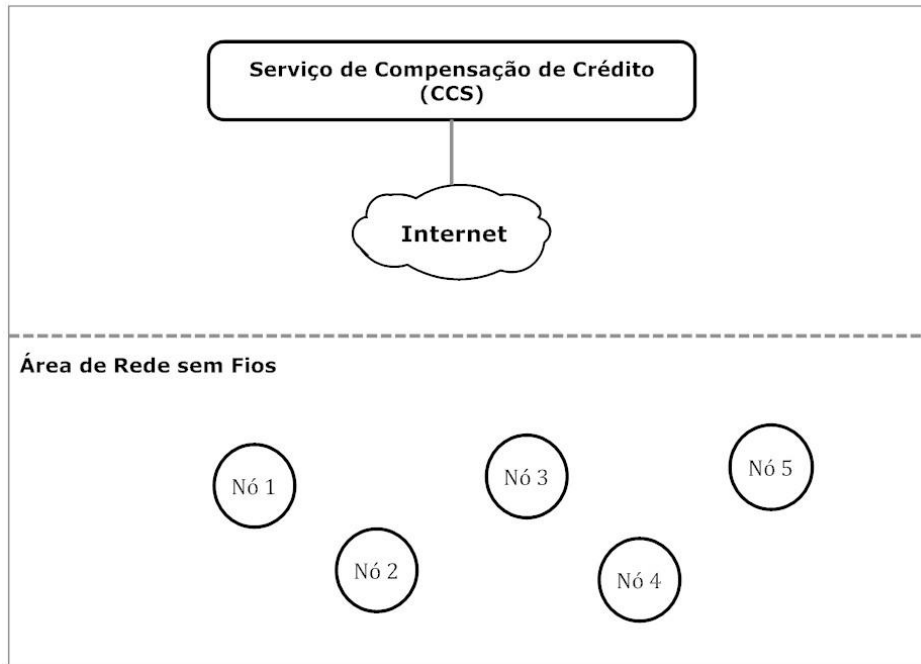 Serviço de Compensação de Crédito
(CCS)
Internet
Área de Rede sem Fios
Nó 1
Nó 2
Nó 3
Nó 4
Nó 5